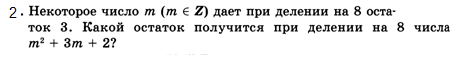 2. Некоторое число m (m ∈ Z) дает при делении на 8 оста-
ток 3. Какой остаток получится при делении на 8 числа
m² + 3m + 2?